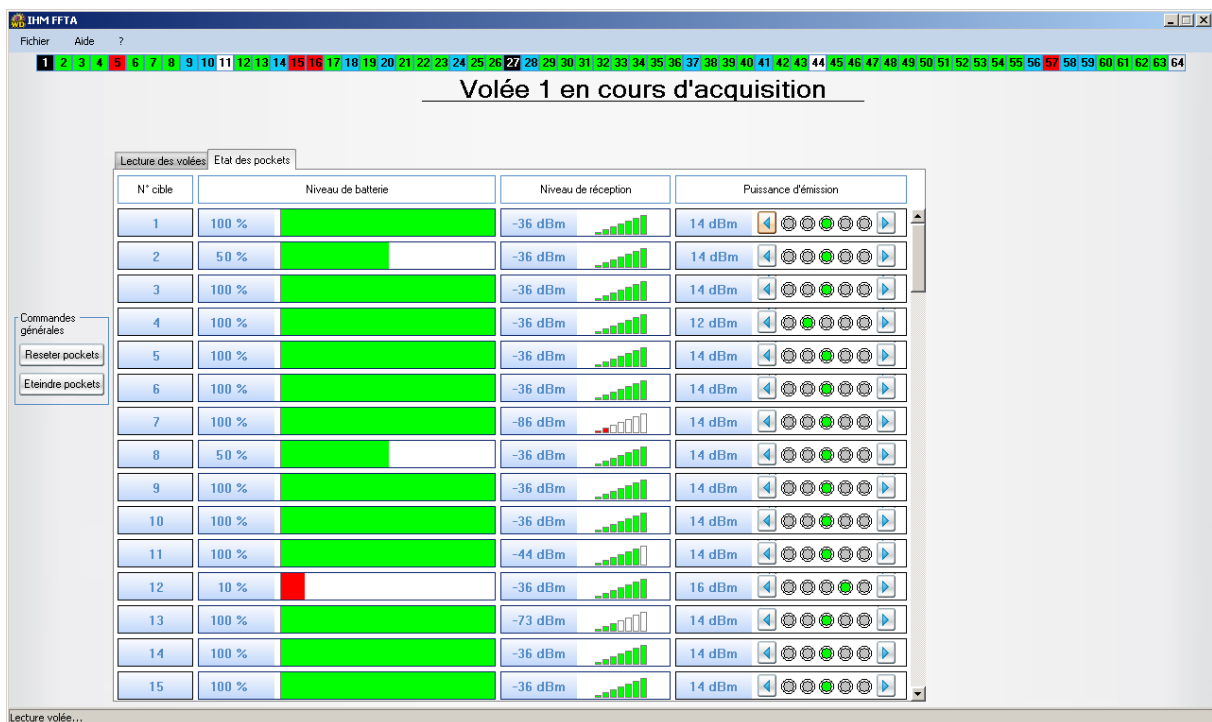 IHM FFTA
Fichier Aide ?
1 2 3 4 5 6 7 8 9 10 11 12 13 14 15 16 17 18 19 20 21 22 23 24 25 26 27 28 29 30 31 32 33 34 35 36 37 38 39 40 41 42 43 44 45 46 47 48 49 50 51 52 53 54 55 56 57 58 59 60 61 62 63 64
Volée 1 en cours d'acquisition
Lecture des volées Etat des pockets
N° cible Niveau de batterie Niveau de réception Puissance d'émission
1 100 % -36 dBm 14 dBm
2 50 % -36 dBm 14 dBm
3 100 % -36 dBm 14 dBm
Commandes générales
4 100 % -36 dBm 12 dBm
Reseter pockets
5 100 % -36 dBm 14 dBm
Eteindre pockets
6 100 % -36 dBm 14 dBm
7 100 % -86 dBm 14 dBm
8 50 % -36 dBm 14 dBm
9 100 % -36 dBm 14 dBm
10 100 % -36 dBm 14 dBm
11 100 % -44 dBm 14 dBm
12 10 % -36 dBm 16 dBm
13 100 % -73 dBm 14 dBm
14 100 % -36 dBm 14 dBm
15 100 % -36 dBm 14 dBm
Lecture volée...